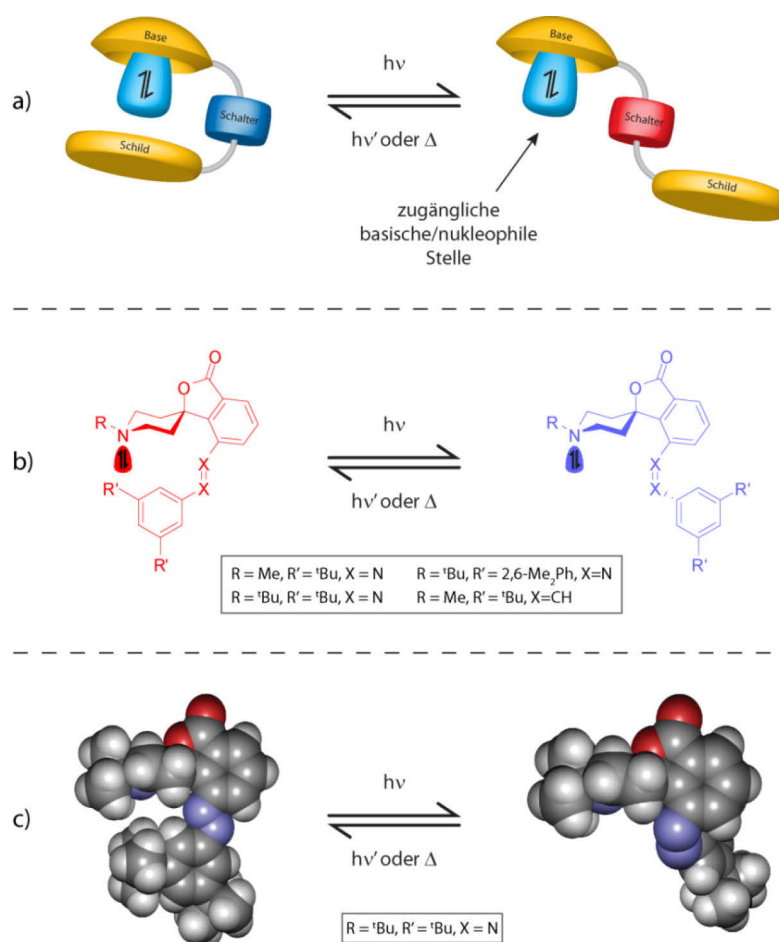 a)
Base
Schalter
Schild
hν
hν' oder Δ
Base
Schalter
Schild
zugängliche
basische/nukleophile
Stelle
b)
O
O
R
N
X
X
R'
R'
hν
hν' oder Δ
O
O
R
N
X
X
R'
R'
R = Me, R' = ᵗBu, X = N R = ᵗBu, R' = 2,6-Me₂Ph, X=N
R = ᵗBu, R' = ᵗBu, X = N R = Me, R' = ᵗBu, X=CH
c)
hν
hν' oder Δ
R = ᵗBu, R' = ᵗBu, X = N